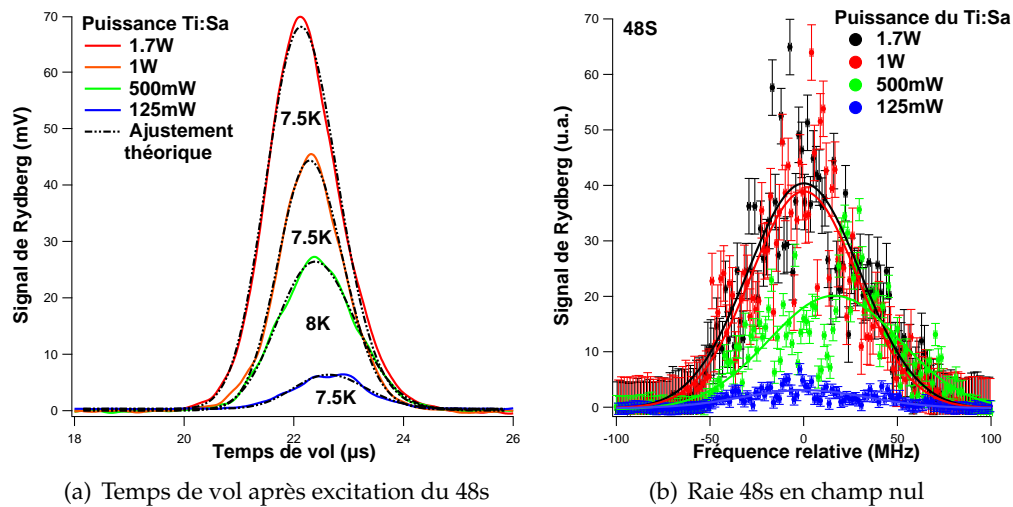 Puissance Ti:Sa
1.7W
1W
500mW
125mW
Ajustement
théorique
7.5K
7.5K
8K
7.5K
Signal de Rydberg (mV)
70
60
50
40
30
20
10
0
18
20
22
24
26
Temps de vol (µs)
(a) Temps de vol après excitation du 48s
48S
Puissance du Ti:Sa
1.7W
1W
500mW
125mW
Signal de Rydberg (u.a.)
70
60
50
40
30
20
10
0
-100
-50
0
50
100
Fréquence relative (MHz)
(b) Raie 48s en champ nul